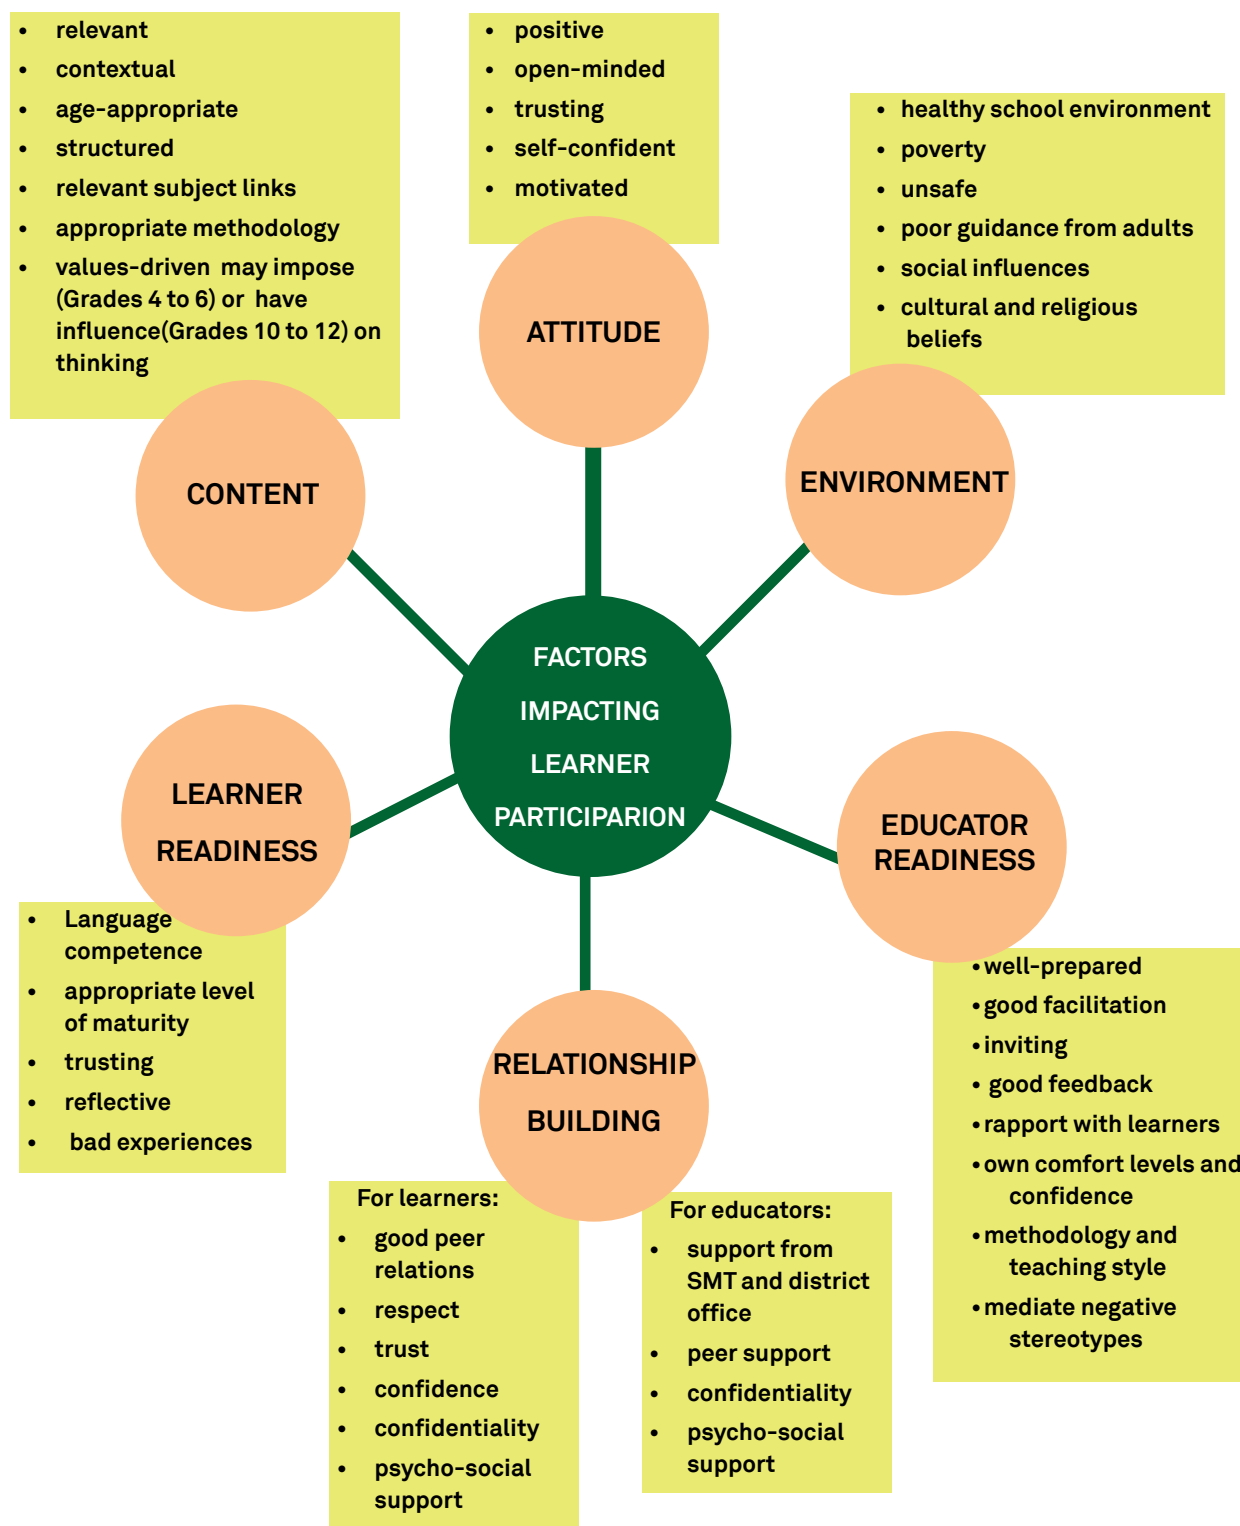 • relevant
• contextual
• age-appropriate
• structured
• relevant subject links
• appropriate methodology
• values-driven may impose
(Grades 4 to 6) or have
influence(Grades 10 to 12) on
thinking
CONTENT
• positive
• open-minded
• trusting
• self-confident
• motivated
ATTITUDE
• healthy school environment
• poverty
• unsafe
• poor guidance from adults
• social influences
• cultural and religious
beliefs
ENVIRONMENT
FACTORS
IMPACTING
LEARNER
PARTICIPARION
LEARNER
READINESS
• Language
competence
• appropriate level
of maturity
• trusting
• reflective
• bad experiences
EDUCATOR
READINESS
• well-prepared
• good facilitation
• inviting
• good feedback
• rapport with learners
• own comfort levels and
confidence
• methodology and
teaching style
• mediate negative
stereotypes
RELATIONSHIP
BUILDING
For learners:
• good peer
relations
• respect
• trust
• confidence
• confidentiality
• psycho-social
support
For educators:
• support from
SMT and district
office
• peer support
• confidentiality
• psycho-social
support